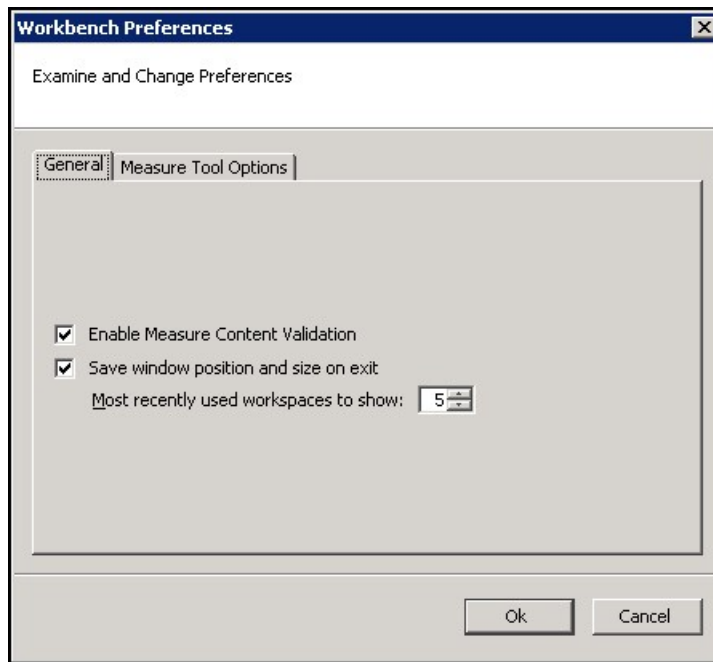 Workbench Preferences
Examine and Change Preferences
General Measure Tool Options
Enable Measure Content Validation
Save window position and size on exit
Most recently used workspaces to show: 5
Ok Cancel